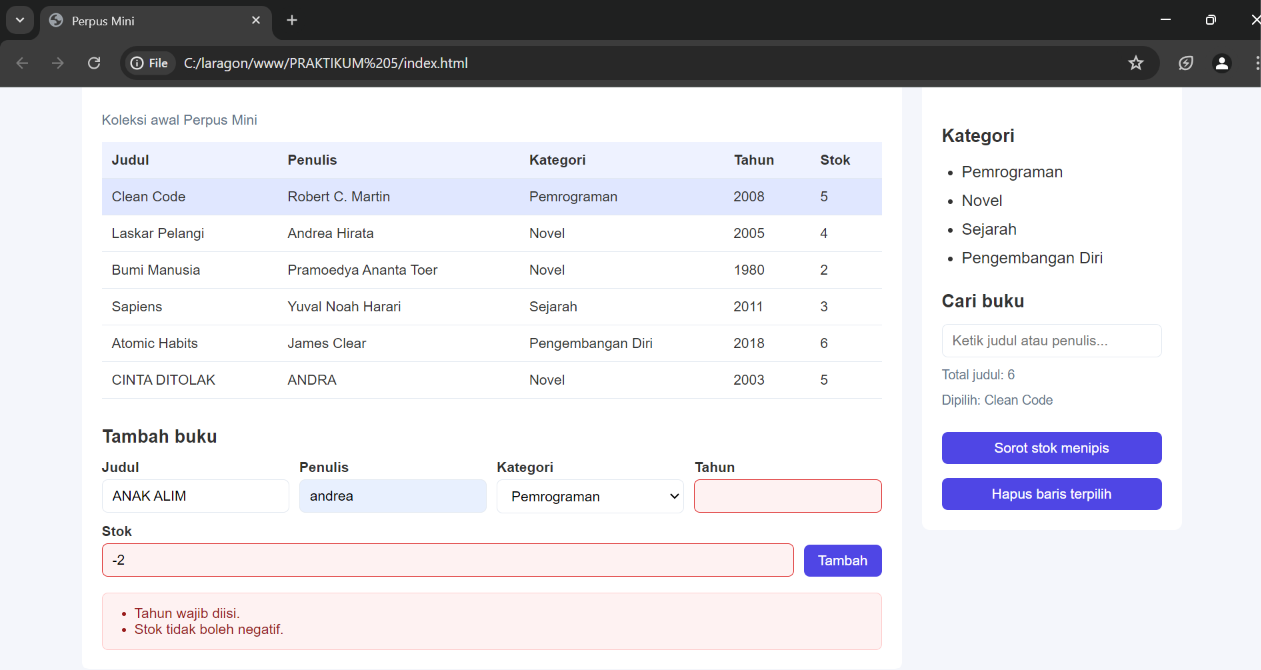 Perpus Mini
File C:/laragon/www/PRAKTIKUM%205/index.html
Koleksi awal Perpus Mini
Judul Penulis Kategori Tahun Stok
Clean Code Robert C. Martin Pemrograman 2008 5
Laskar Pelangi Andrea Hirata Novel 2005 4
Bumi Manusia Pramoedya Ananta Toer Novel 1980 2
Sapiens Yuval Noah Harari Sejarah 2011 3
Atomic Habits James Clear Pengembangan Diri 2018 6
CINTA DITOLAK ANDRA Novel 2003 5
Tambah buku
Judul Penulis Kategori Tahun
ANAK ALIM andrea Pemrograman
Stok
-2 Tambah
Tahun wajib diisi.
Stok tidak boleh negatif.
Kategori
Pemrograman
Novel
Sejarah
Pengembangan Diri
Cari buku
Ketik judul atau penulis...
Total judul: 6
Dipilih: Clean Code
Sorot stok menipis
Hapus baris terpilih